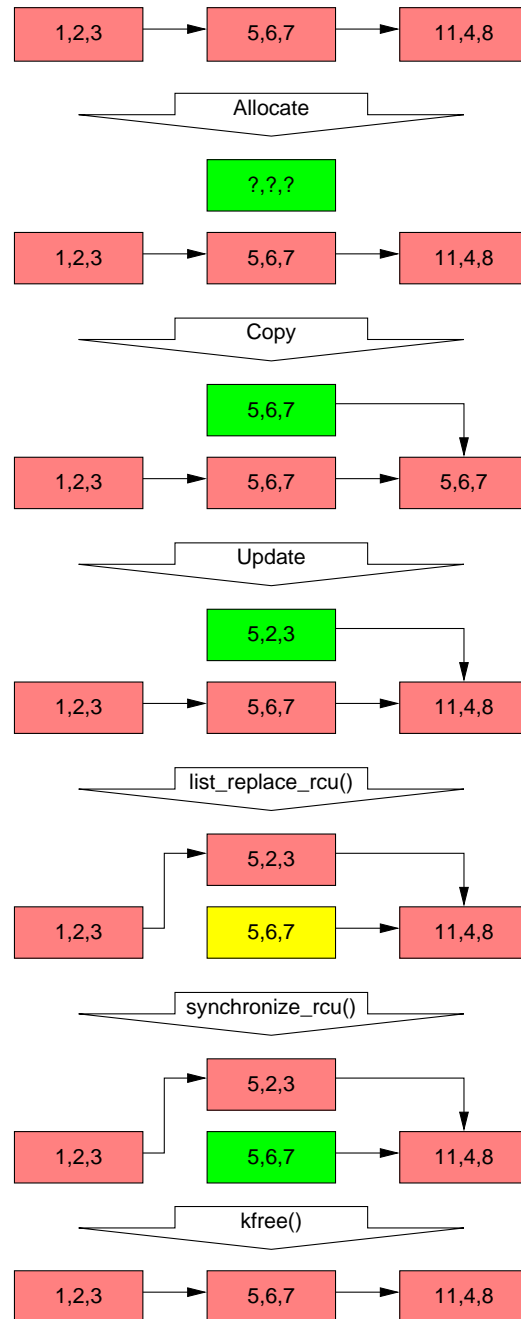 1,2,3 5,6,7 11,4,8
Allocate
?,?,?
1,2,3 5,6,7 11,4,8
Copy
5,6,7
1,2,3 5,6,7 5,6,7
Update
5,2,3
1,2,3 5,6,7 11,4,8
list_replace_rcu()
5,2,3
1,2,3 5,6,7 11,4,8
synchronize_rcu()
5,2,3
1,2,3 5,6,7 11,4,8
kfree()
1,2,3 5,6,7 11,4,8